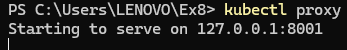 PS C:\Users\LENOVO\Ex8> kubectl proxy
Starting to serve on 127.0.0.1:8001